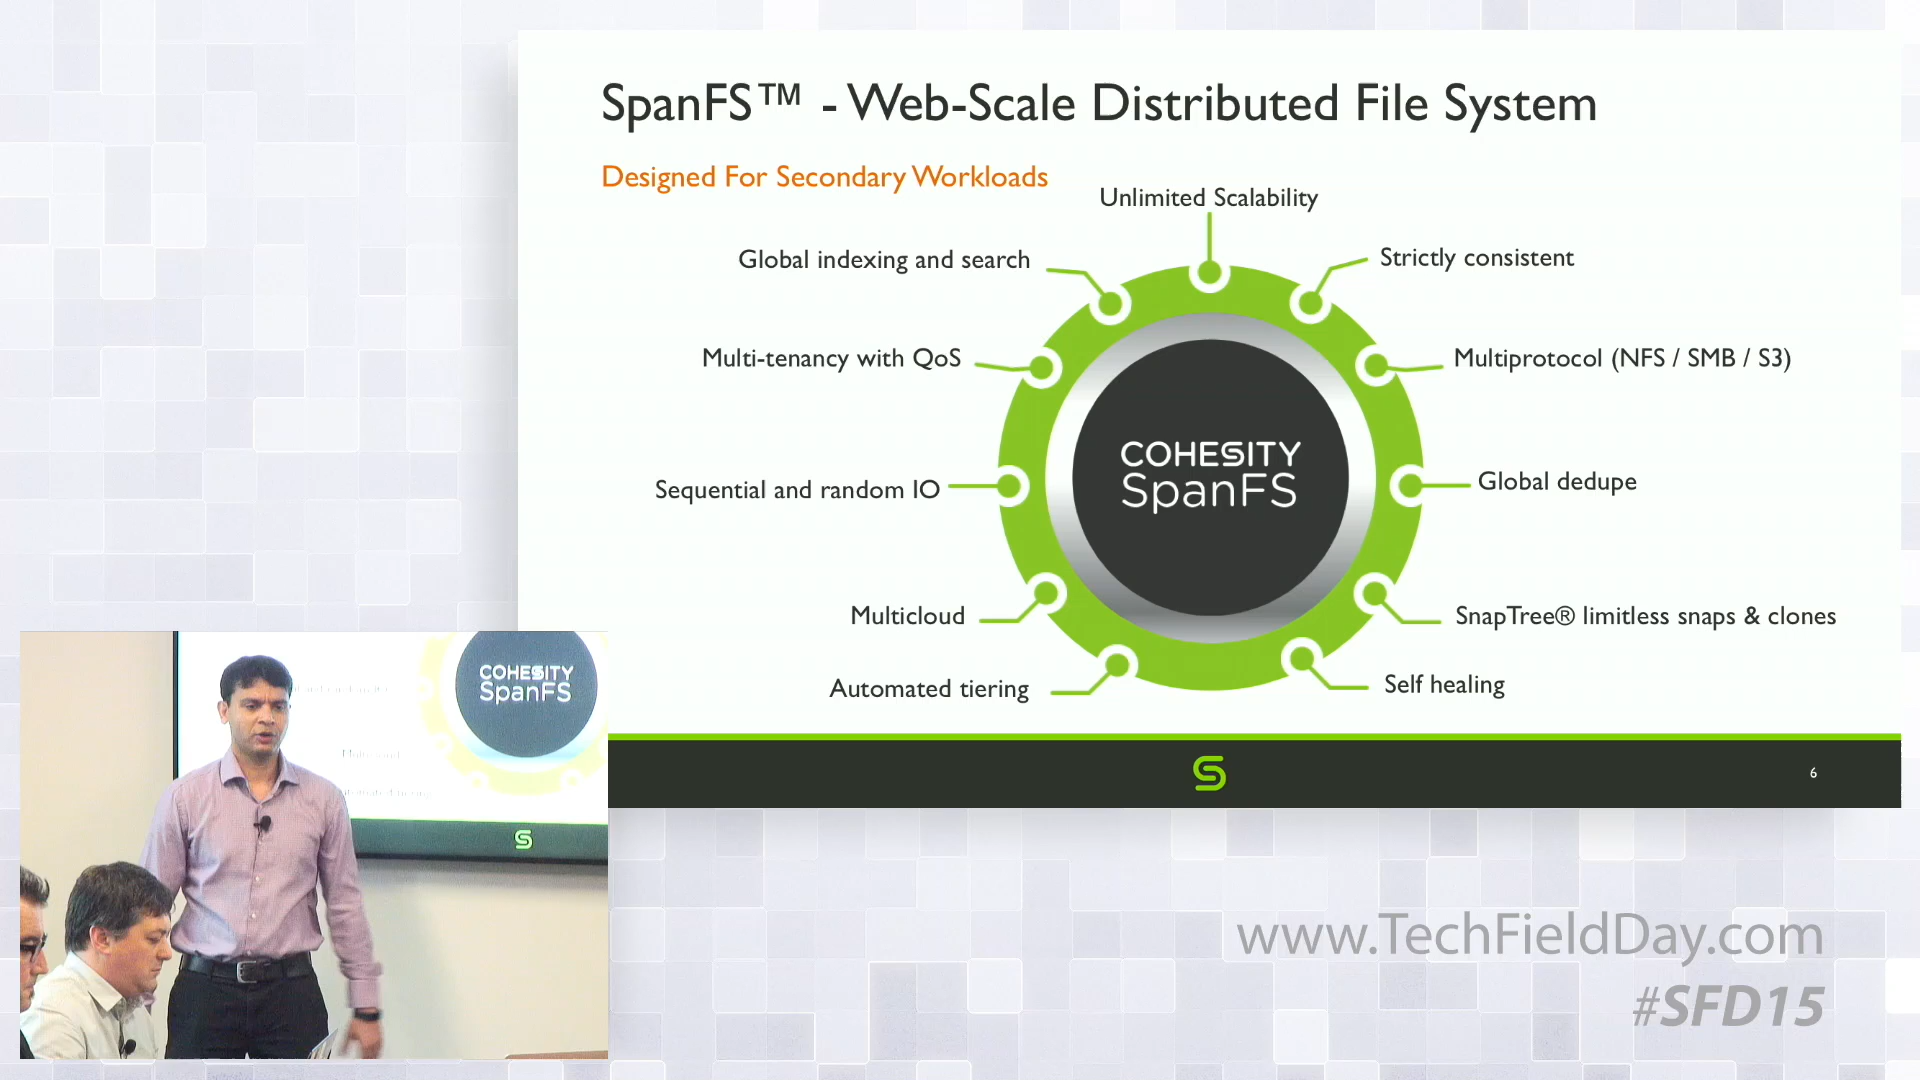 SpanFS™ - Web-Scale Distributed File System
Designed For Secondary Workloads
Unlimited Scalability
Global indexing and search
Strictly consistent
Multi-tenancy with QoS
Multiprotocol (NFS / SMB / S3)
COHESITY
SpanFS
Sequential and random IO
Global dedupe
Multicloud
SnapTree® limitless snaps & clones
Automated tiering
Self healing
6
COHESITY
SpanFS
www.TechFieldDay.com
#SFD15